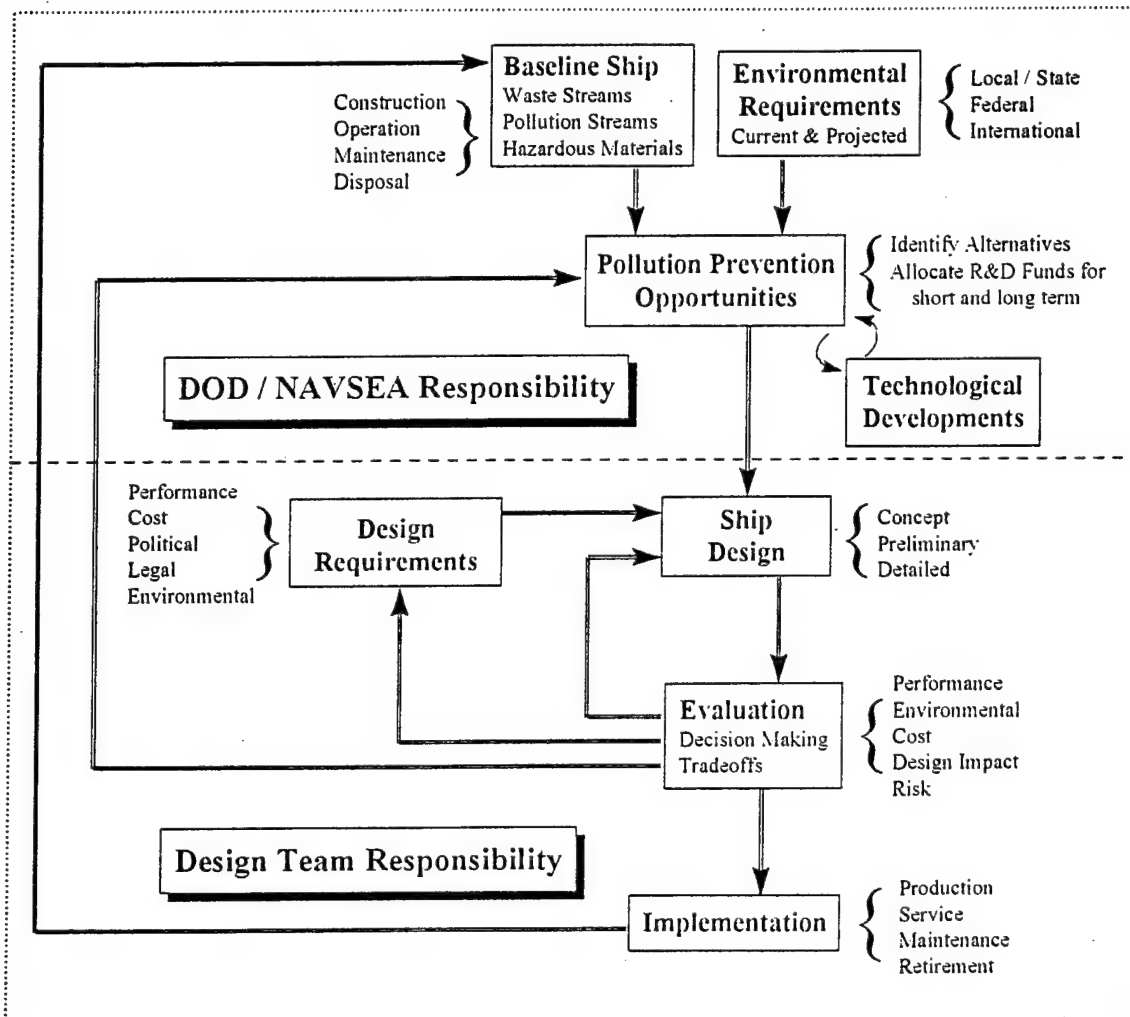 Baseline Ship
Waste Streams
Pollution Streams
Hazardous Materials
Construction
Operation
Maintenance
Disposal
Environmental
Requirements
Current & Projected
Local / State
Federal
International
Pollution Prevention
Opportunities
Identify Alternatives
Allocate R&D Funds for
short and long term
Technological
Developments
DOD / NAVSEA Responsibility
Performance
Cost
Political
Legal
Environmental
Design
Requirements
Ship
Design
Concept
Preliminary
Detailed
Evaluation
Decision Making
Tradeoffs
Performance
Environmental
Cost
Design Impact
Risk
Design Team Responsibility
Implementation
Production
Service
Maintenance
Retirement